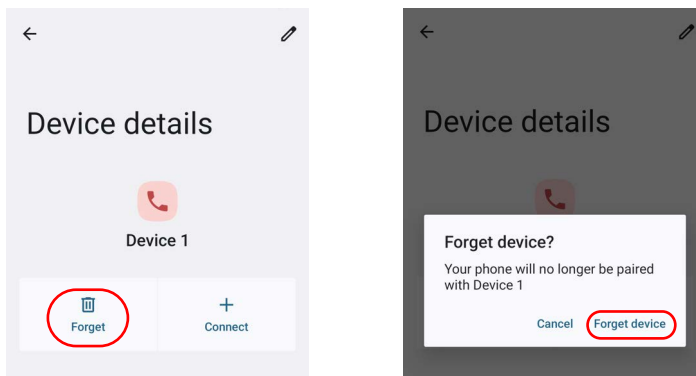 Device details
Device 1
Forget
Connect
Device details
Forget device?
Your phone will no longer be paired
with Device 1
Cancel
Forget device